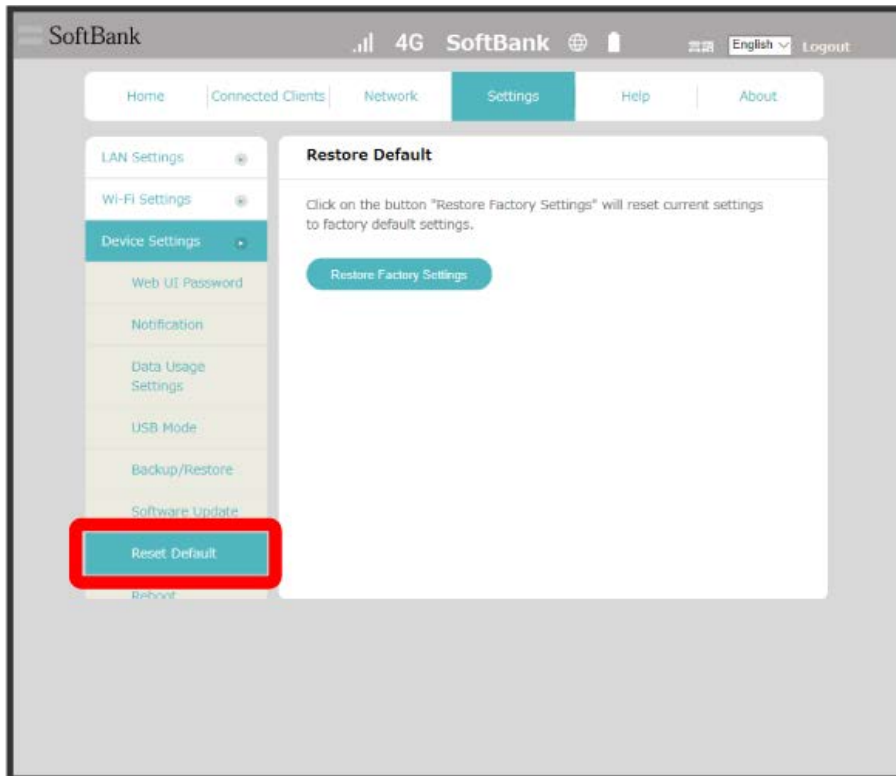 SoftBank
4G SoftBank
言語 English Logout
Home Connected Clients Network Settings Help About
LAN Settings
Wi-Fi Settings
Device Settings
Web UI Password
Notification
Data Usage
Settings
USB Mode
Backup/Restore
Software Update
Reset Default
Reboot
Restore Default
Click on the button "Restore Factory Settings" will reset current settings
to factory default settings.
Restore Factory Settings